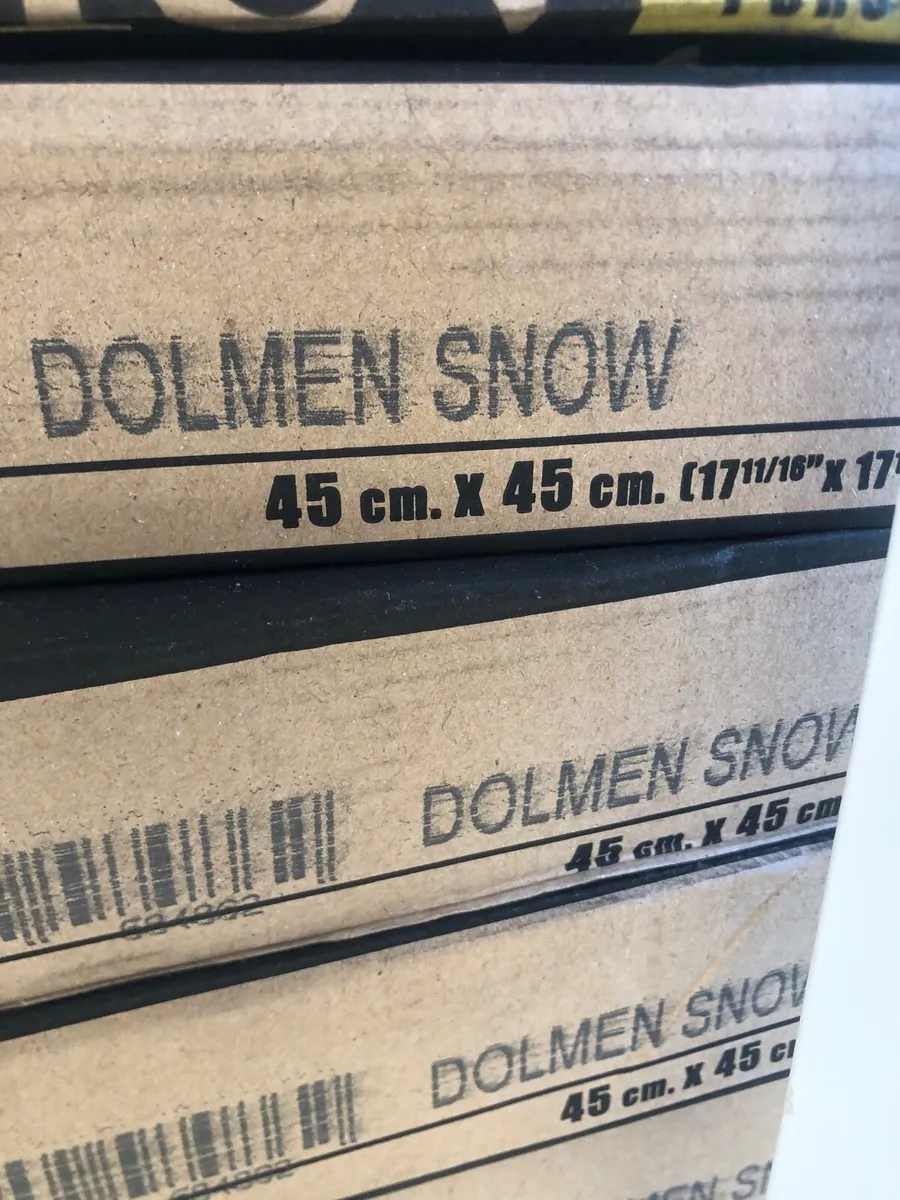 DOLMEN SNOW
45 cm. X 45 cm. (17 11/16" X 17
DOLMEN SNOW
45 cm. X 45 cm
DOLMEN SNOW
45 cm. X 45 c